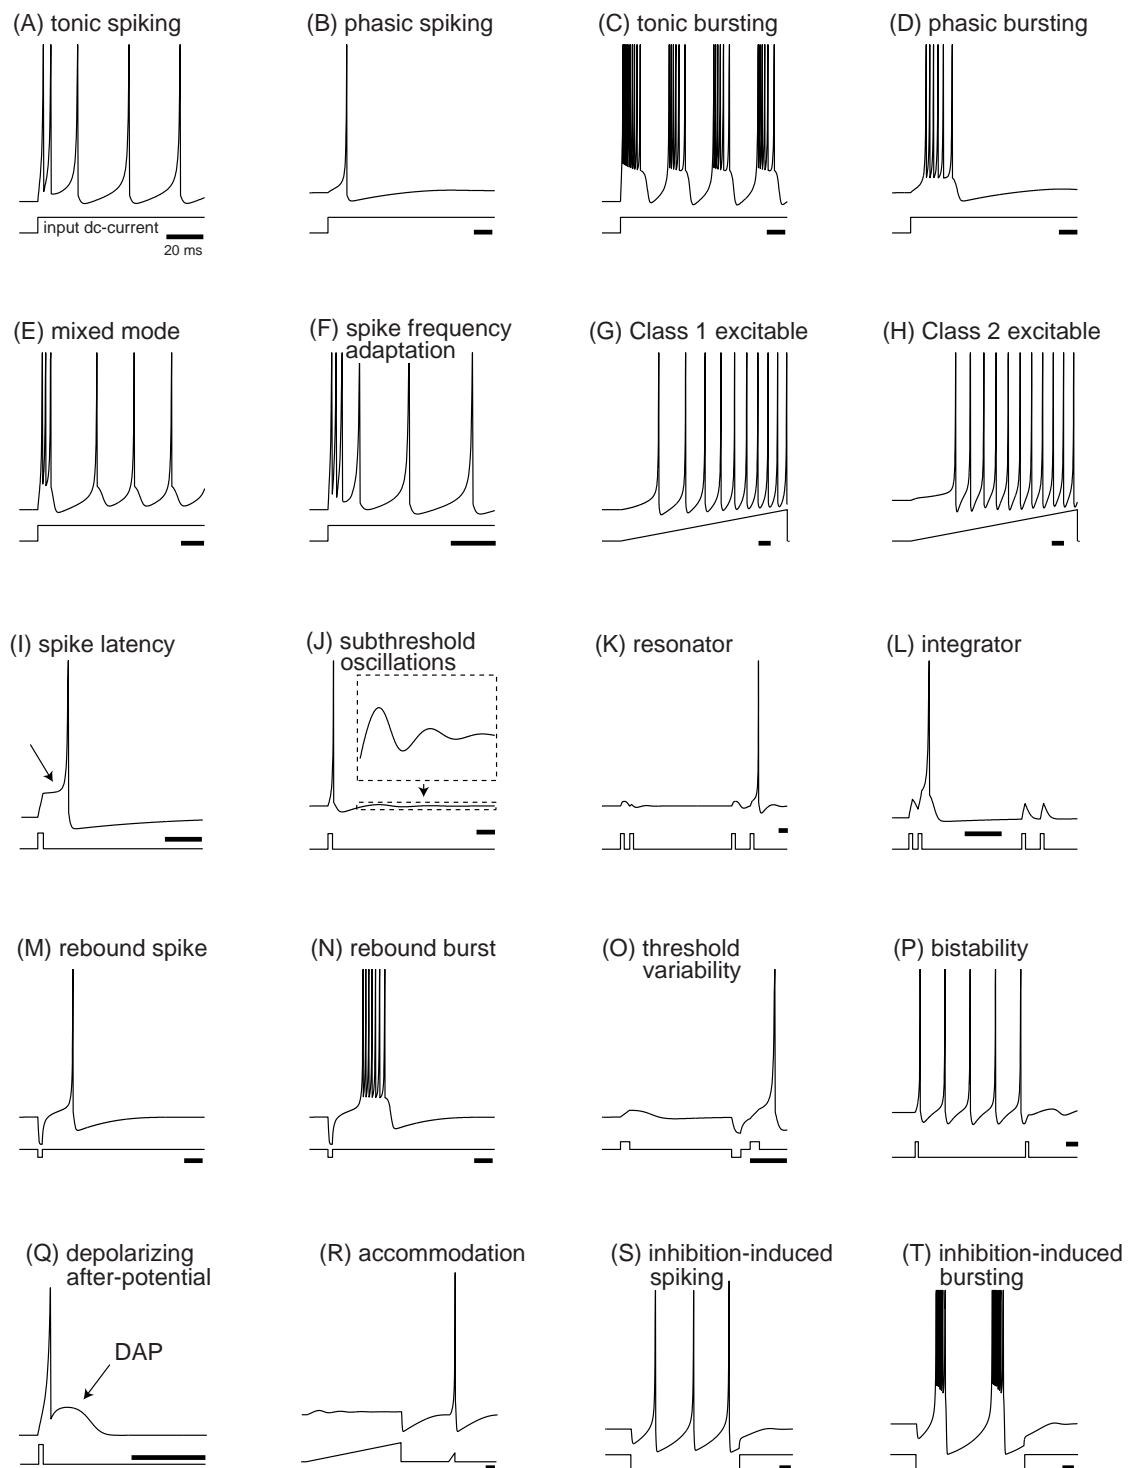 (A) tonic spiking
(B) phasic spiking
(C) tonic bursting
(D) phasic bursting
input dc-current
20 ms
(E) mixed mode
(F) spike frequency
adaptation
(G) Class 1 excitable
(H) Class 2 excitable
(I) spike latency
(J) subthreshold
oscillations
(K) resonator
(L) integrator
(M) rebound spike
(N) rebound burst
(O) threshold
variability
(P) bistability
(Q) depolarizing
after-potential
DAP
(R) accommodation
(S) inhibition-induced
spiking
(T) inhibition-induced
bursting